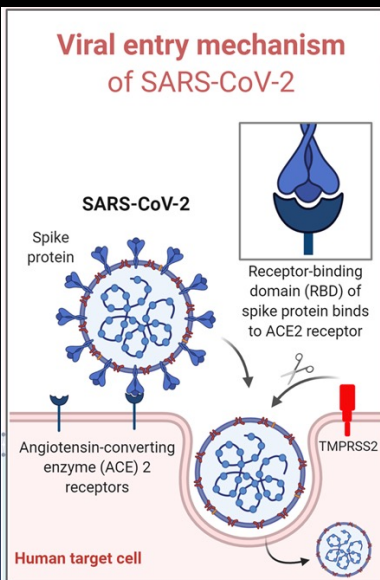 Viral entry mechanism
of SARS-CoV-2
SARS-CoV-2
Spike
protein
Receptor-binding
domain (RBD) of
spike protein binds
to ACE2 receptor
TMPRSS2
Angiotensin-converting
enzyme (ACE) 2
receptors
Human target cell